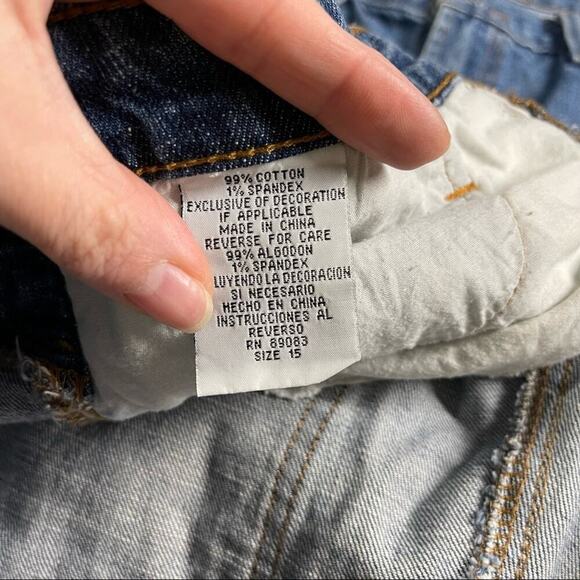 99% COTTON
1% SPANDEX
EXCLUSIVE OF DECORATION
IF APPLICABLE
MADE IN CHINA
REVERSE FOR CARE
99% ALGODON
1% SPANDEX
LUYENDO LA DECORACION
SI NECESARIO
HECHO EN CHINA
INSTRUCCIONES AL
REVERSO
RN 89083
SIZE 15